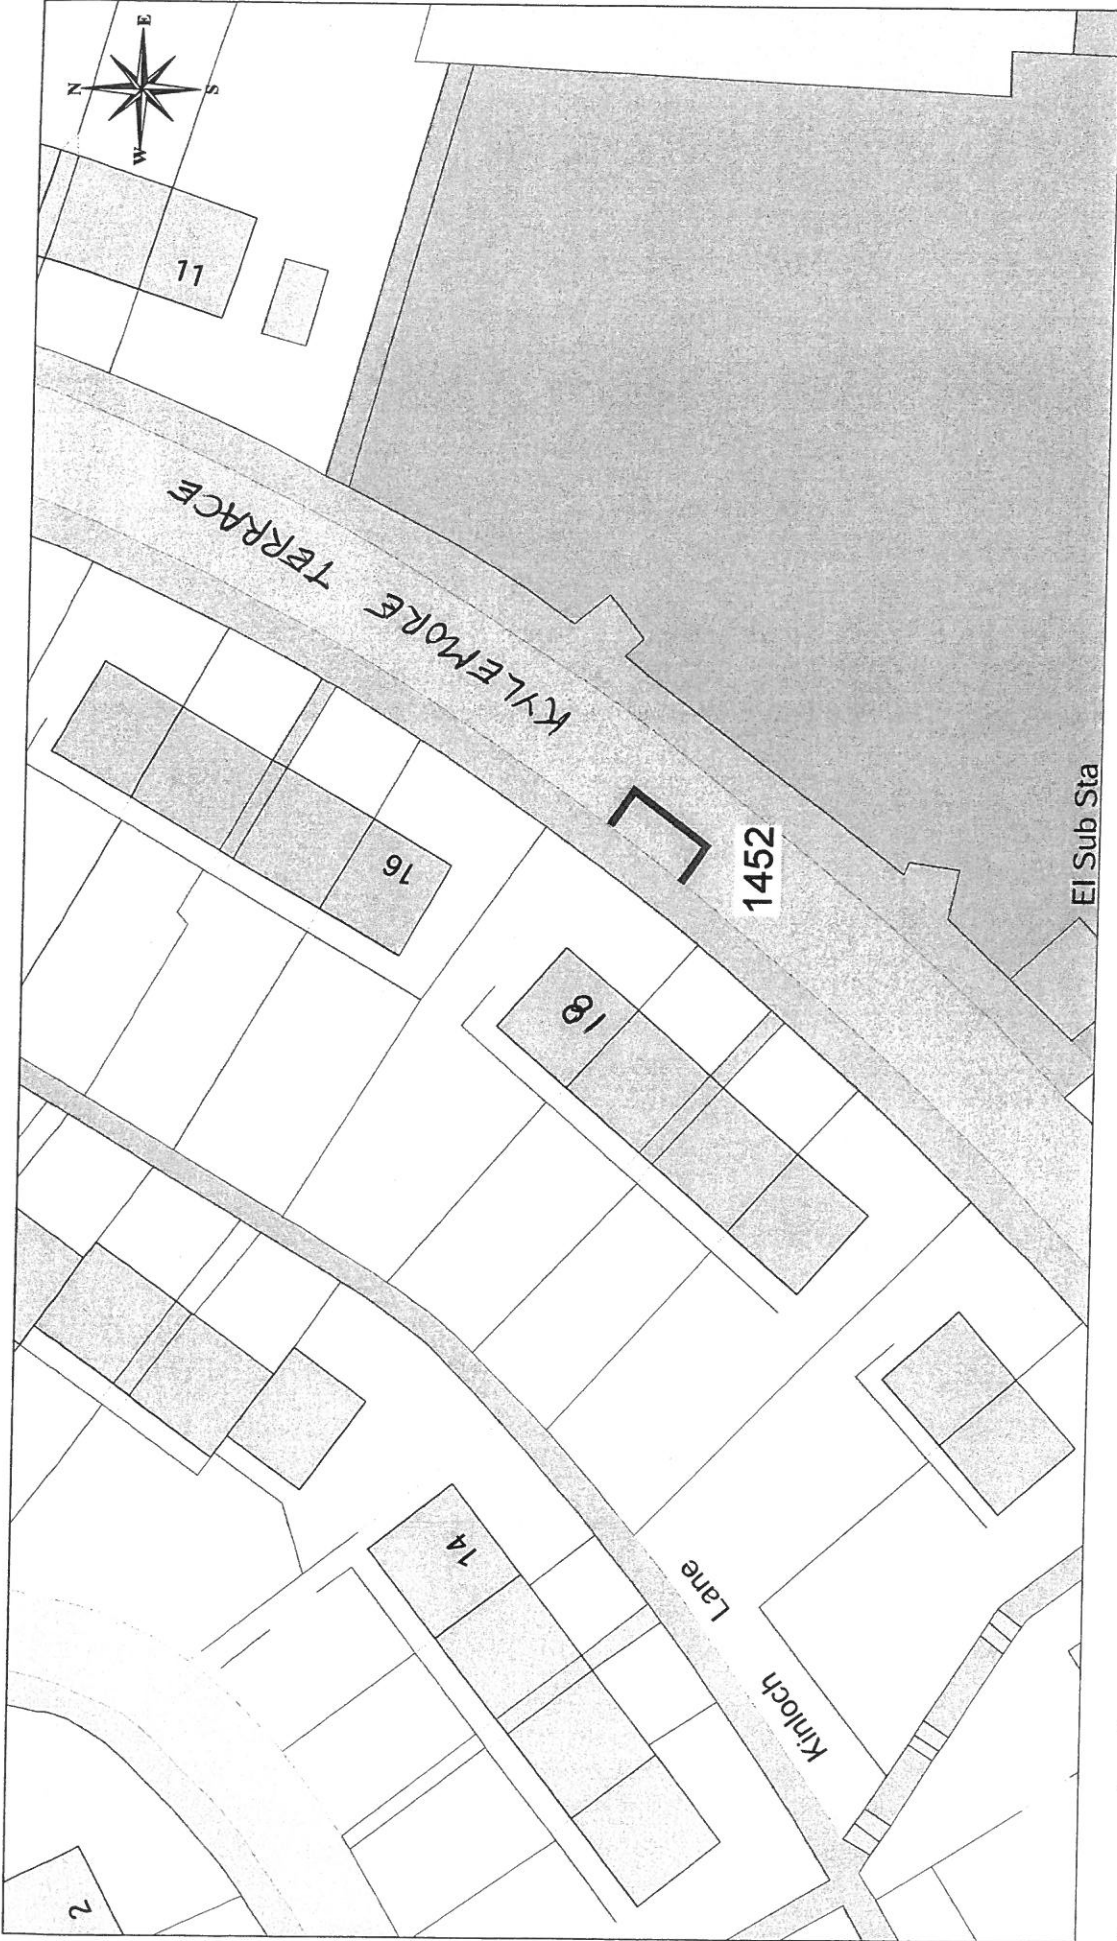 N
E
S
W
11
KYLEMORE TERRACE
16
18
1452
El Sub Sta
14
Kinloch Lane
2